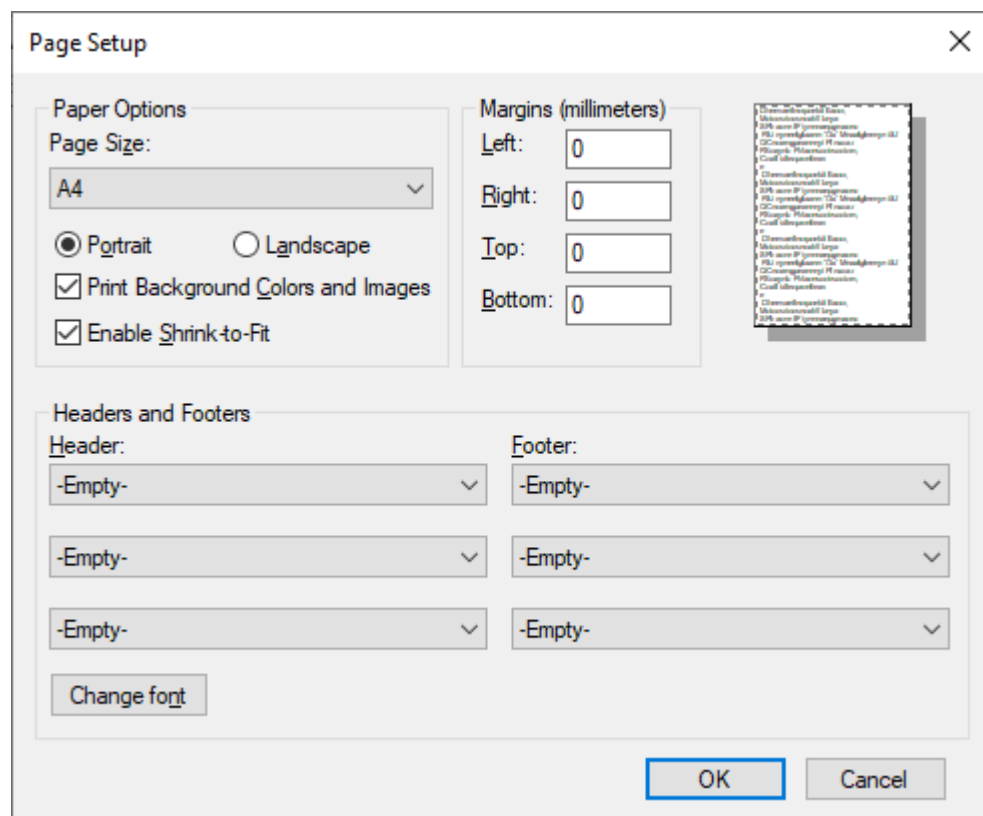 Page Setup
Paper Options
Page Size:
A4
Portrait
Landscape
Print Background Colors and Images
Enable Shrink-to-Fit
Margins (millimeters)
Left: 0
Right: 0
Top: 0
Bottom: 0
Headers and Footers
Header:
Footer:
-Empty-
-Empty-
-Empty-
-Empty-
-Empty-
-Empty-
Change font
OK
Cancel